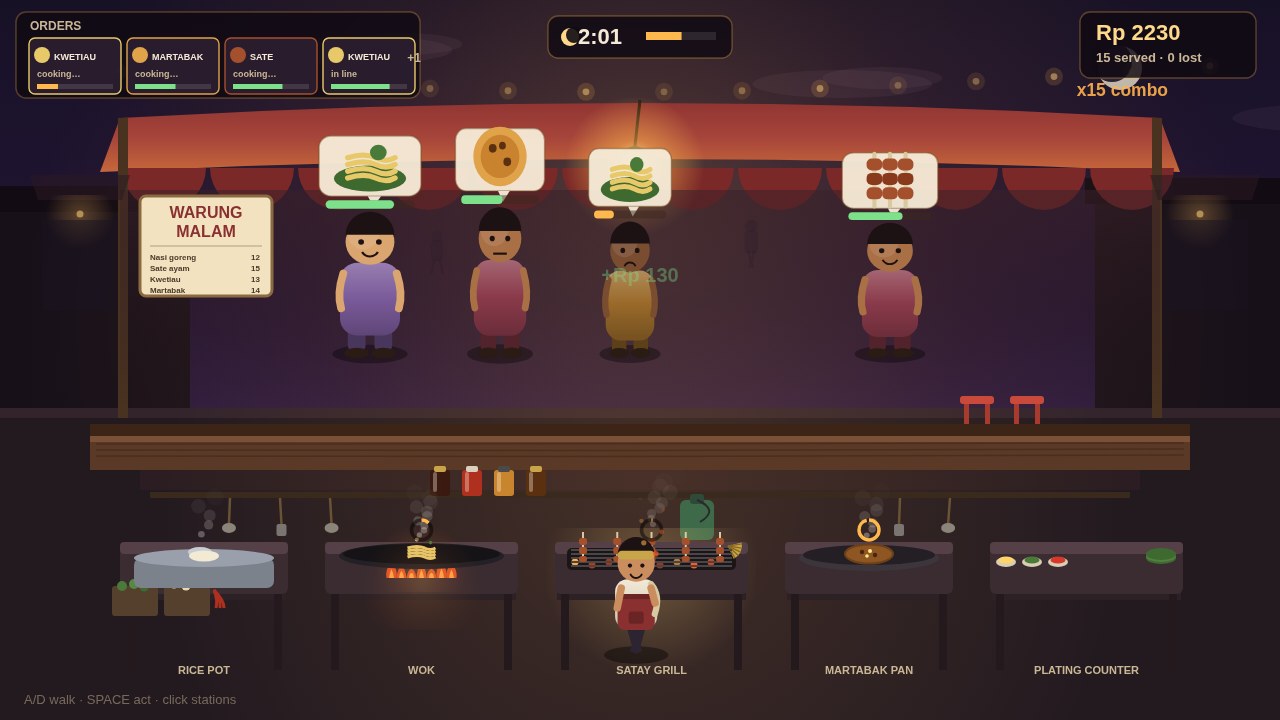 ORDERS
KWETIAU
cooking…
MARTABAK
cooking…
SATE
cooking…
KWETIAU
in line
+1
2:01
Rp 2230
15 served · 0 lost
x15 combo
WARUNG
MALAM
Nasi goreng 12
Sate ayam 15
Kwetiau 13
Martabak 14
+Rp 130
RICE POT
WOK
SATAY GRILL
MARTABAK PAN
PLATING COUNTER
A/D walk · SPACE act · click stations